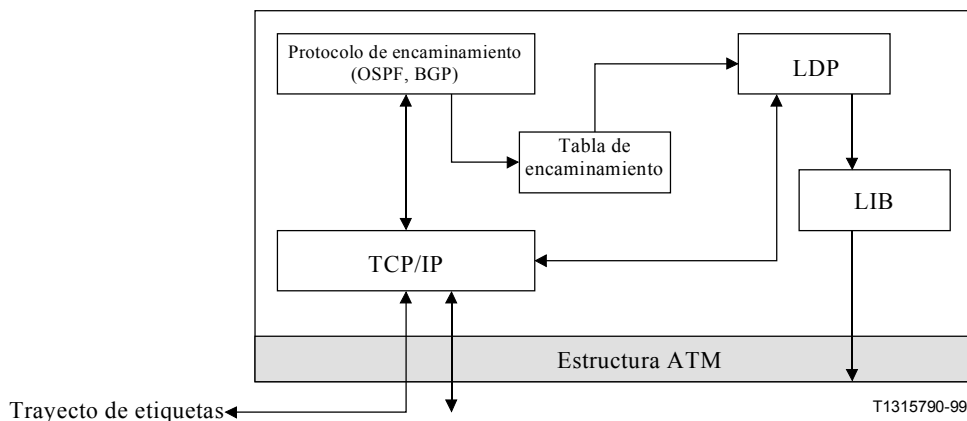 Protocolo de encaminamiento
(OSPF, BGP)
LDP
Tabla de
encaminamiento
LIB
TCP/IP
Estructura ATM
Trayecto de etiquetas
T1315790-99